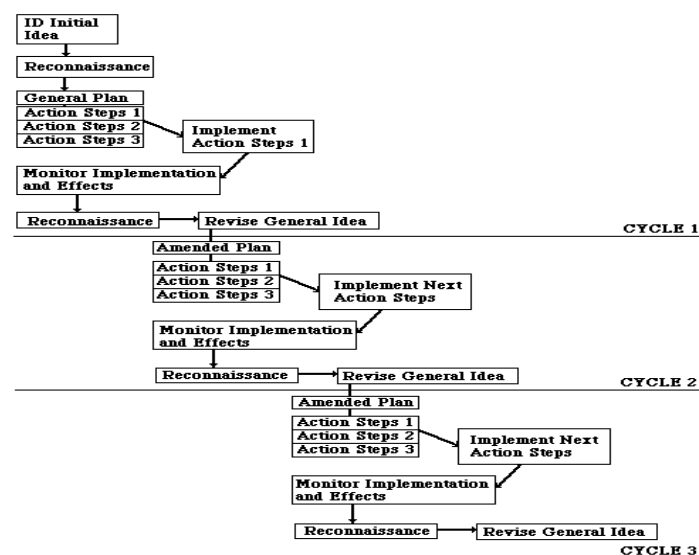 ID Initial
Idea
Reconnaissance
General Plan
Action Steps 1
Action Steps 2
Action Steps 3
Implement
Action Steps 1
Monitor Implementation
and Effects
Reconnaissance
Revise General Idea
CYCLE 1
Amended Plan
Action Steps 1
Action Steps 2
Action Steps 3
Implement Next
Action Steps
Monitor Implementation
and Effects
Reconnaissance
Revise General Idea
CYCLE 2
Amended Plan
Action Steps 1
Action Steps 2
Action Steps 3
Implement Next
Action Steps
Monitor Implementation
and Effects
Reconnaissance
Revise General Idea
CYCLE 3